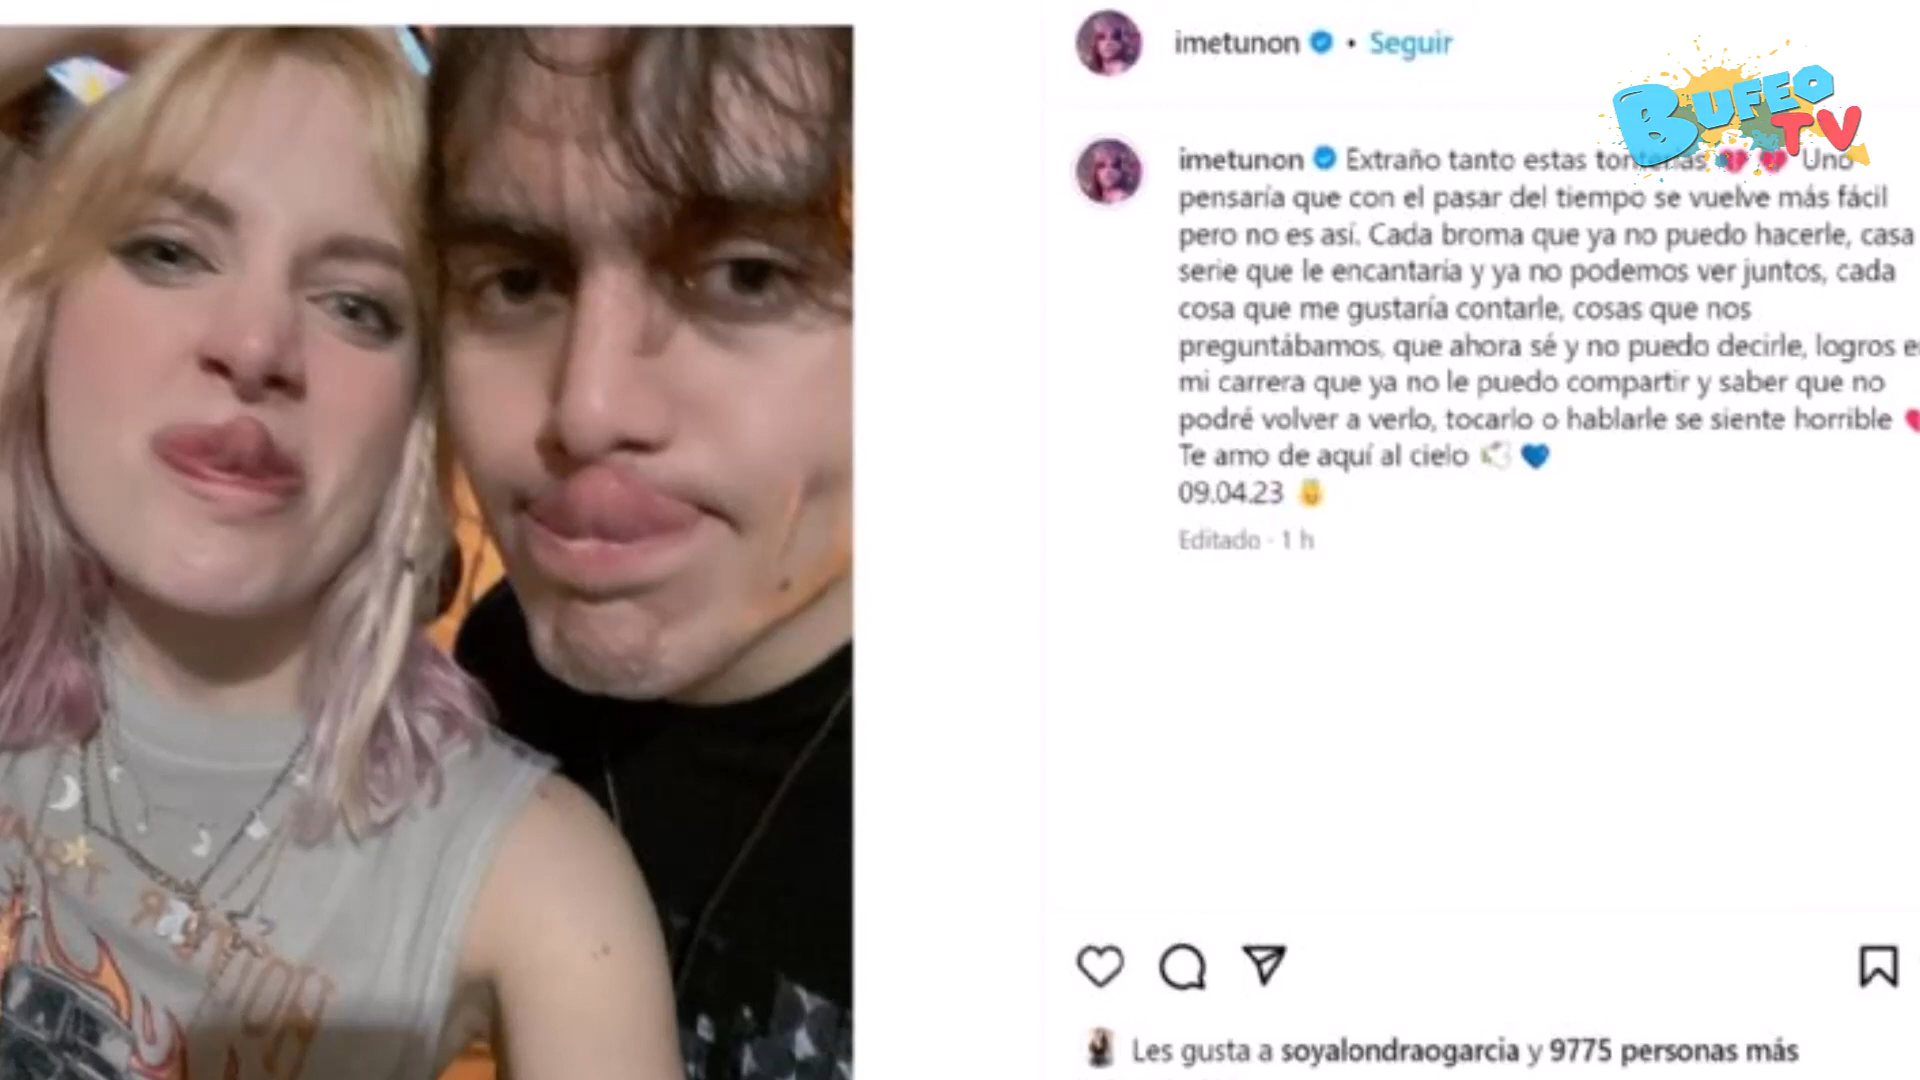 imetunon • Seguir
BUFEO TV
imetunon Extraño tanto estas tonterías 💔 💔 Uno
pensaría que con el pasar del tiempo se vuelve más fácil
pero no es así. Cada broma que ya no puedo hacerle, casa
serie que le encantaría y ya no podemos ver juntos, cada
cosa que me gustaría contarle, cosas que nos
preguntábamos, que ahora sé y no puedo decirle, logros e
mi carrera que ya no le puedo compartir y saber que no
podré volver a verlo, tocarlo o hablarle se siente horrible
Te amo de aquí al cielo 🕊️ 💙
09.04.23 😇
Editado · 1 h
Les gusta a soyalondraogarcia y 9775 personas más